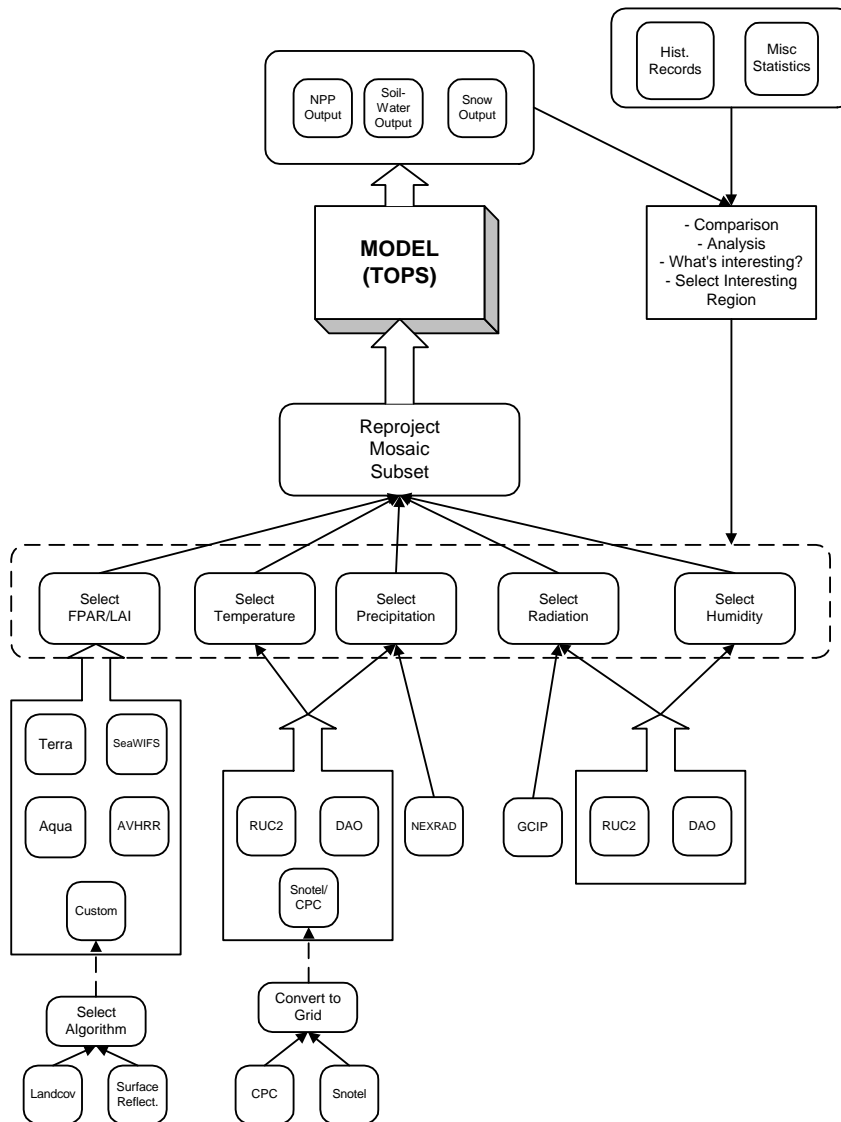 Hist.
Records
Misc
Statistics
NPP
Output
Soil-
Water
Output
Snow
Output
MODEL
(TOPS)
- Comparison
- Analysis
- What's interesting?
- Select Interesting
Region
Reproject
Mosaic
Subset
Select
FPAR/LAI
Select
Temperature
Select
Precipitation
Select
Radiation
Select
Humidity
Terra
SeaWIFS
Aqua
AVHRR
Custom
RUC2
DAO
Snotel/
CPC
NEXRAD
GCIP
RUC2
DAO
Select
Algorithm
Convert to
Grid
Landcov
Surface
Reflect.
CPC
Snotel